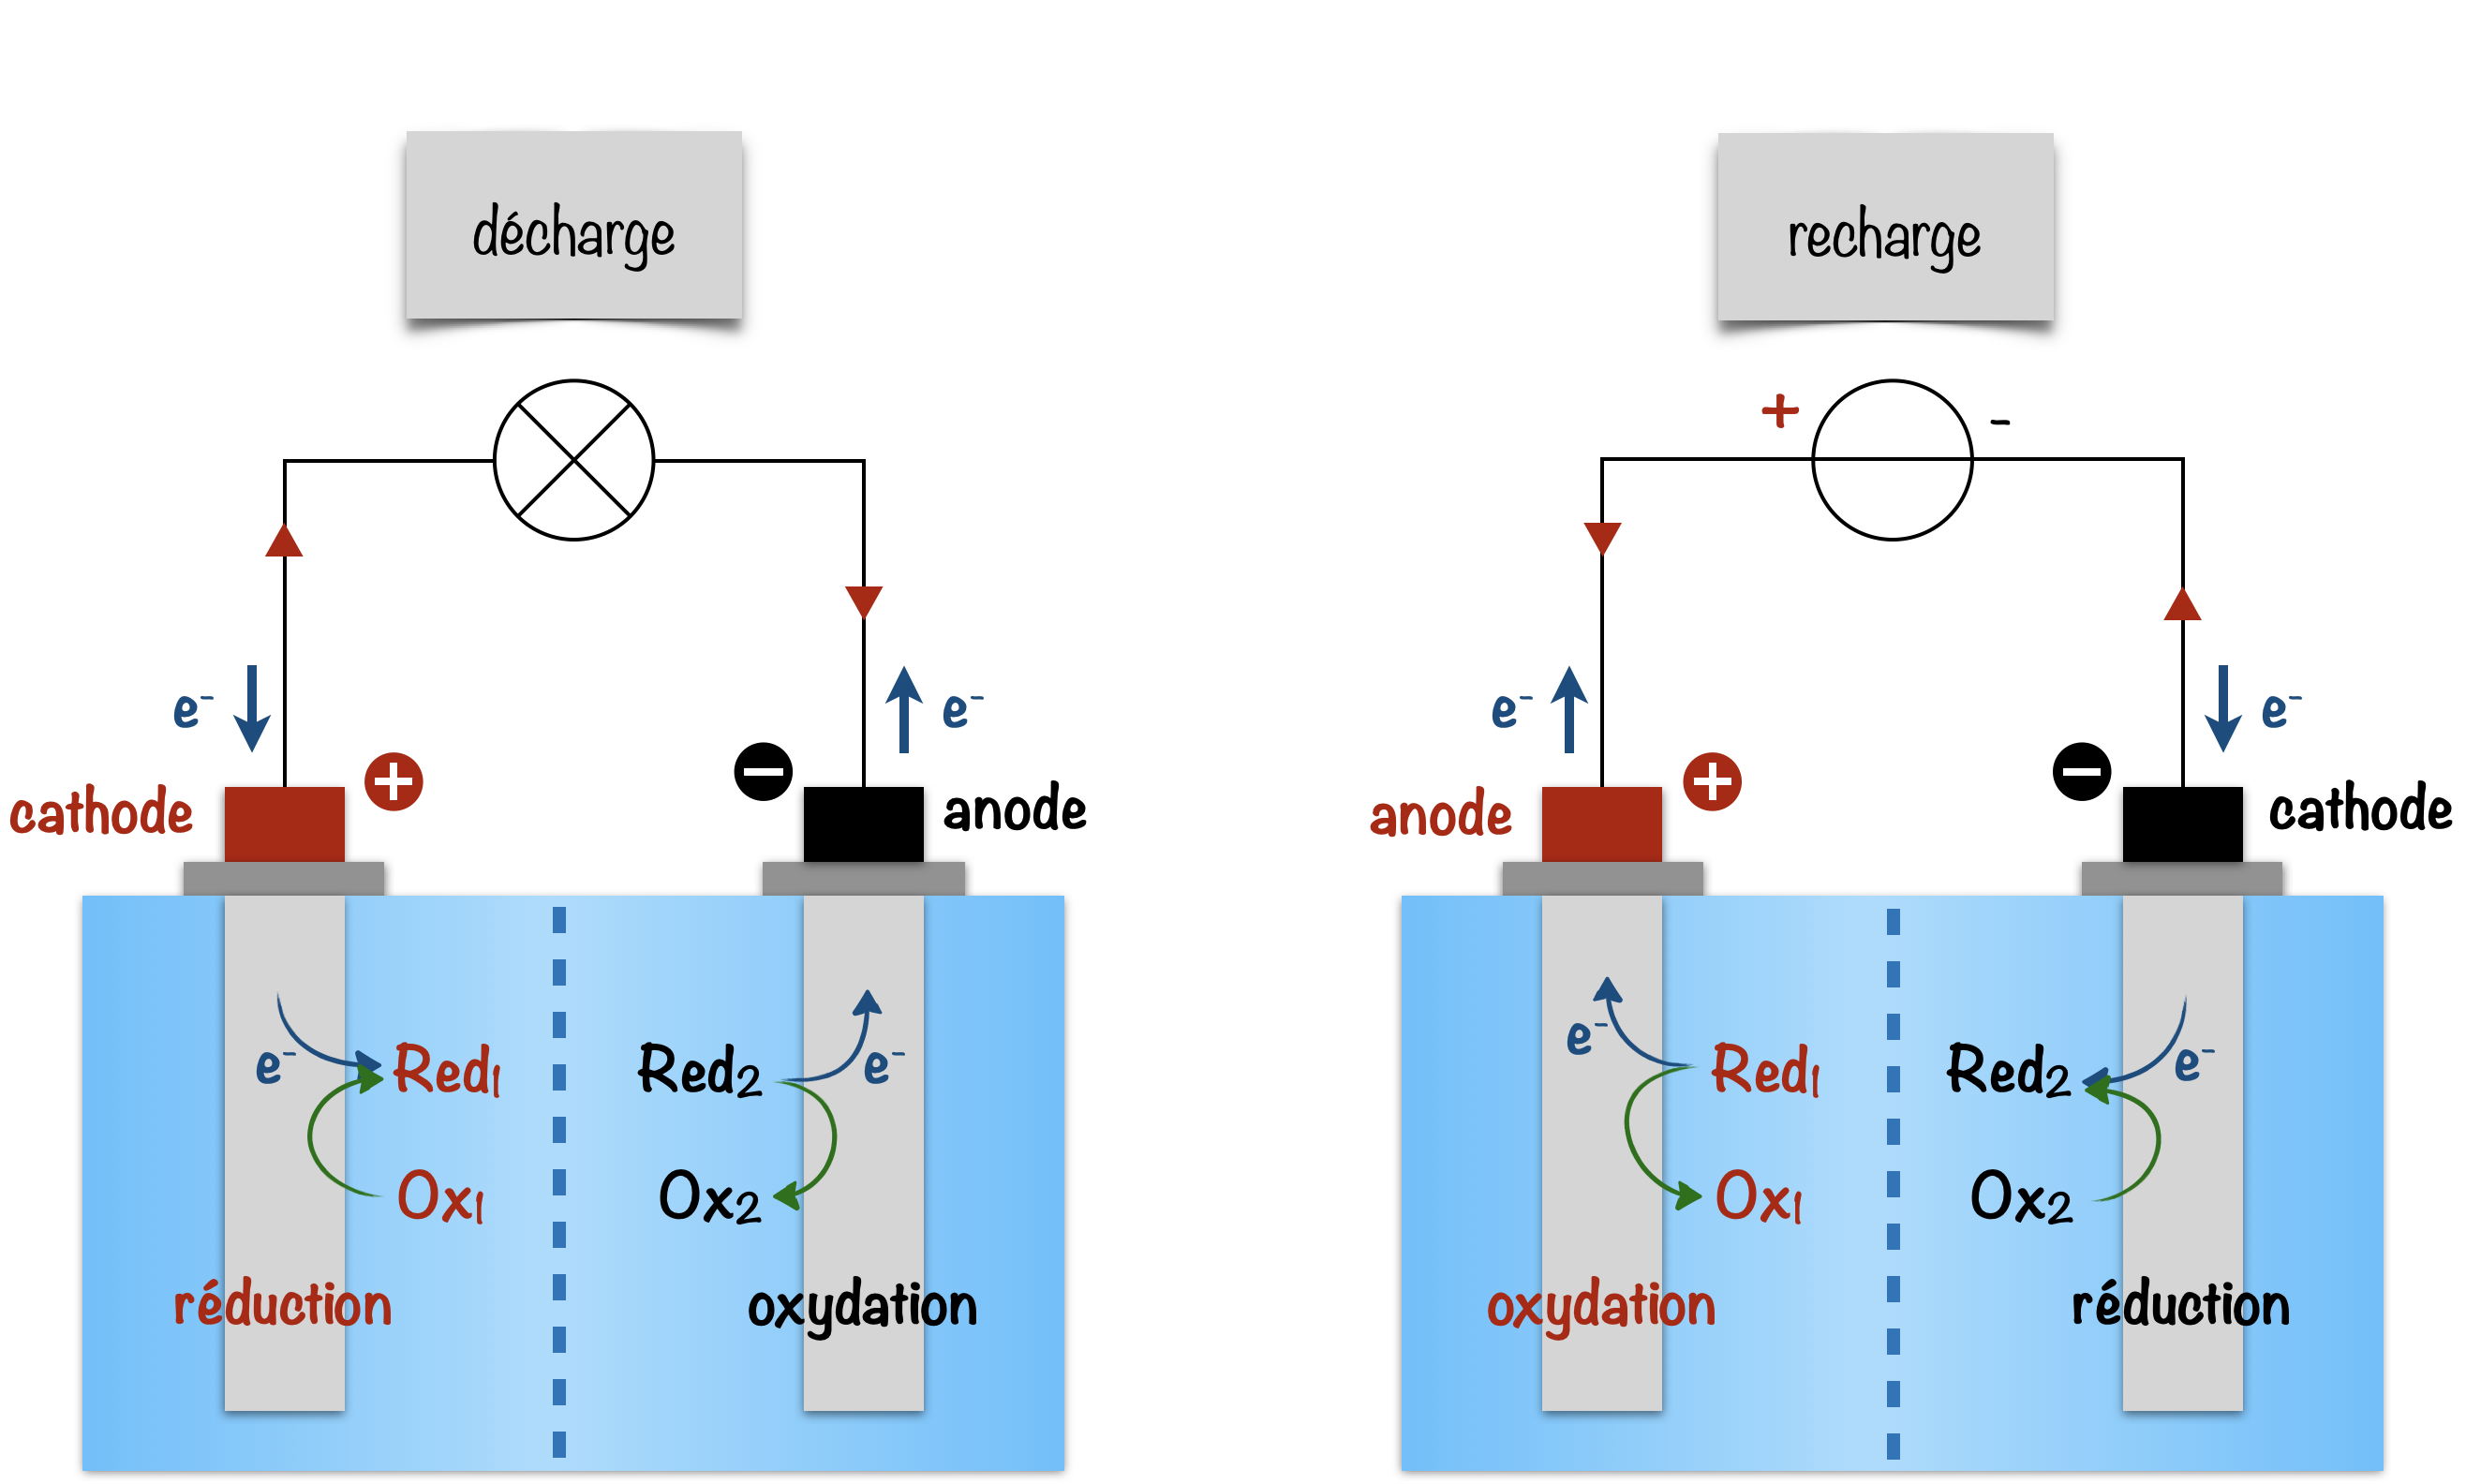 décharge
e⁻
e⁻
+
−
cathode
anode
e⁻
Red₁
Red₂
e⁻
Ox₁
Ox₂
réduction
oxydation
recharge
+
-
e⁻
e⁻
+
−
anode
cathode
e⁻
Red₁
Red₂
e⁻
Ox₁
Ox₂
oxydation
réduction